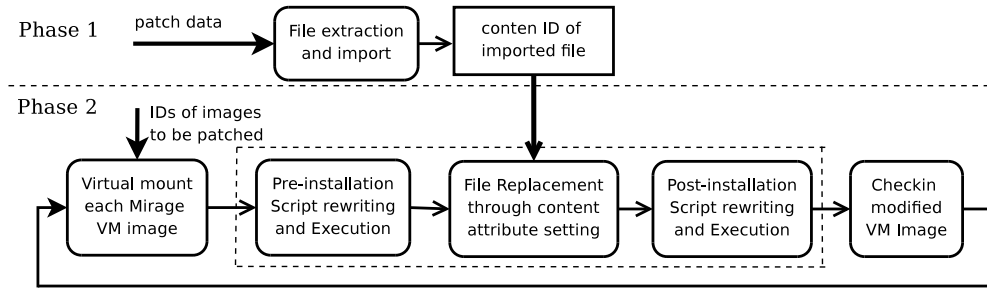 Phase 1
patch data
File extraction
and import
conten ID of
imported file
Phase 2
IDs of images
to be patched
Virtual mount
each Mirage
VM image
Pre-installation
Script rewriting
and Execution
File Replacement
through content
attribute setting
Post-installation
Script rewriting
and Execution
Checkin
modified
VM Image